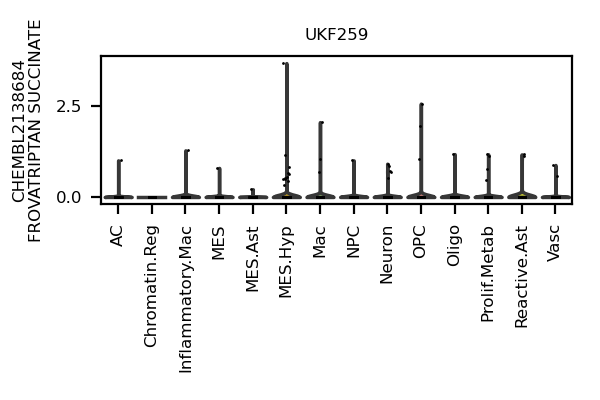 UKF259
CHEMBL2138684
FROVATRIPTAN SUCCINATE
2.5
0.0
AC
Chromatin.Reg
Inflammatory.Mac
MES
MES.Ast
MES.Hyp
Mac
NPC
Neuron
OPC
Oligo
Prolif.Metab
Reactive.Ast
Vasc